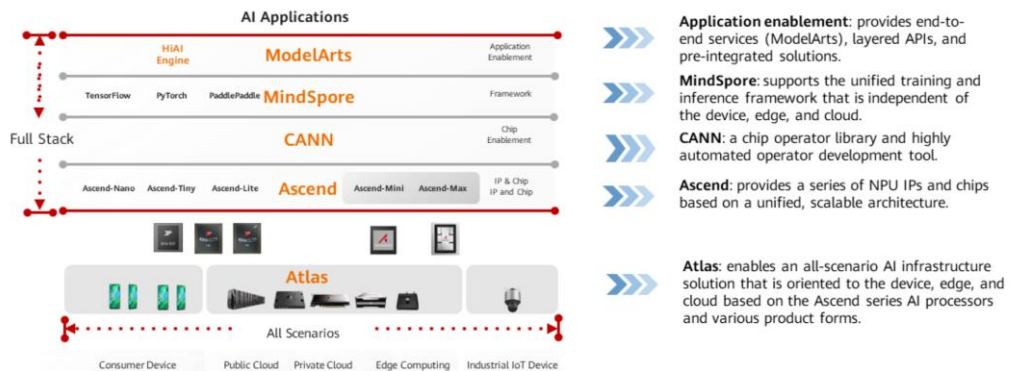 AI Applications
HiAI
Engine
ModelArts
Application
Enablement
TensorFlow
PyTorch
PaddlePaddle
MindSpore
Framework
Full Stack
CANN
Chip
Enablement
Ascend-Nano
Ascend-Tiny
Ascend-Lite
Ascend
Ascend-Mini
Ascend-Max
IP & Chip
IP and Chip
Atlas
All Scenarios
Consumer Device
Public Cloud
Private Cloud
Edge Computing
Industrial IoT Device
Application enablement: provides end-to-
end services (ModelArts), layered APIs, and
pre-integrated solutions.
MindSpore: supports the unified training and
inference framework that is independent of
the device, edge, and cloud.
CANN: a chip operator library and highly
automated operator development tool.
Ascend: provides a series of NPU IPs and chips
based on a unified, scalable architecture.
Atlas: enables an all-scenario AI infrastructure
solution that is oriented to the device, edge, and
cloud based on the Ascend series AI processors
and various product forms.